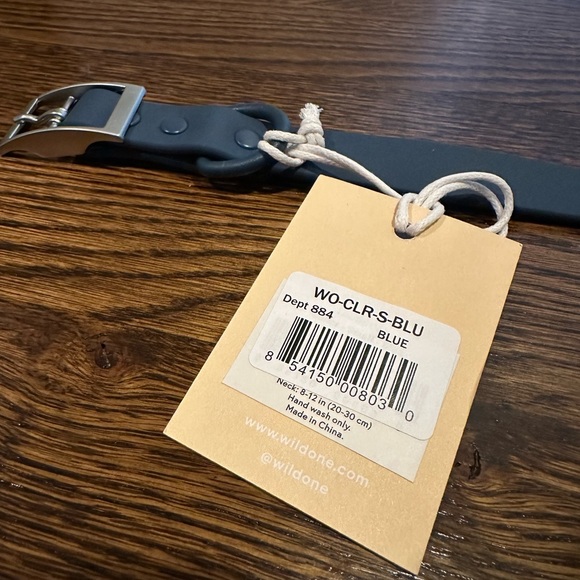 WO-CLR-S-BLU
Dept 884
BLUE
8 54150 00803 0
Neck: 8-12 in (20-30 cm)
Hand wash only.
Made in China.
www.wildone.com
@wildone